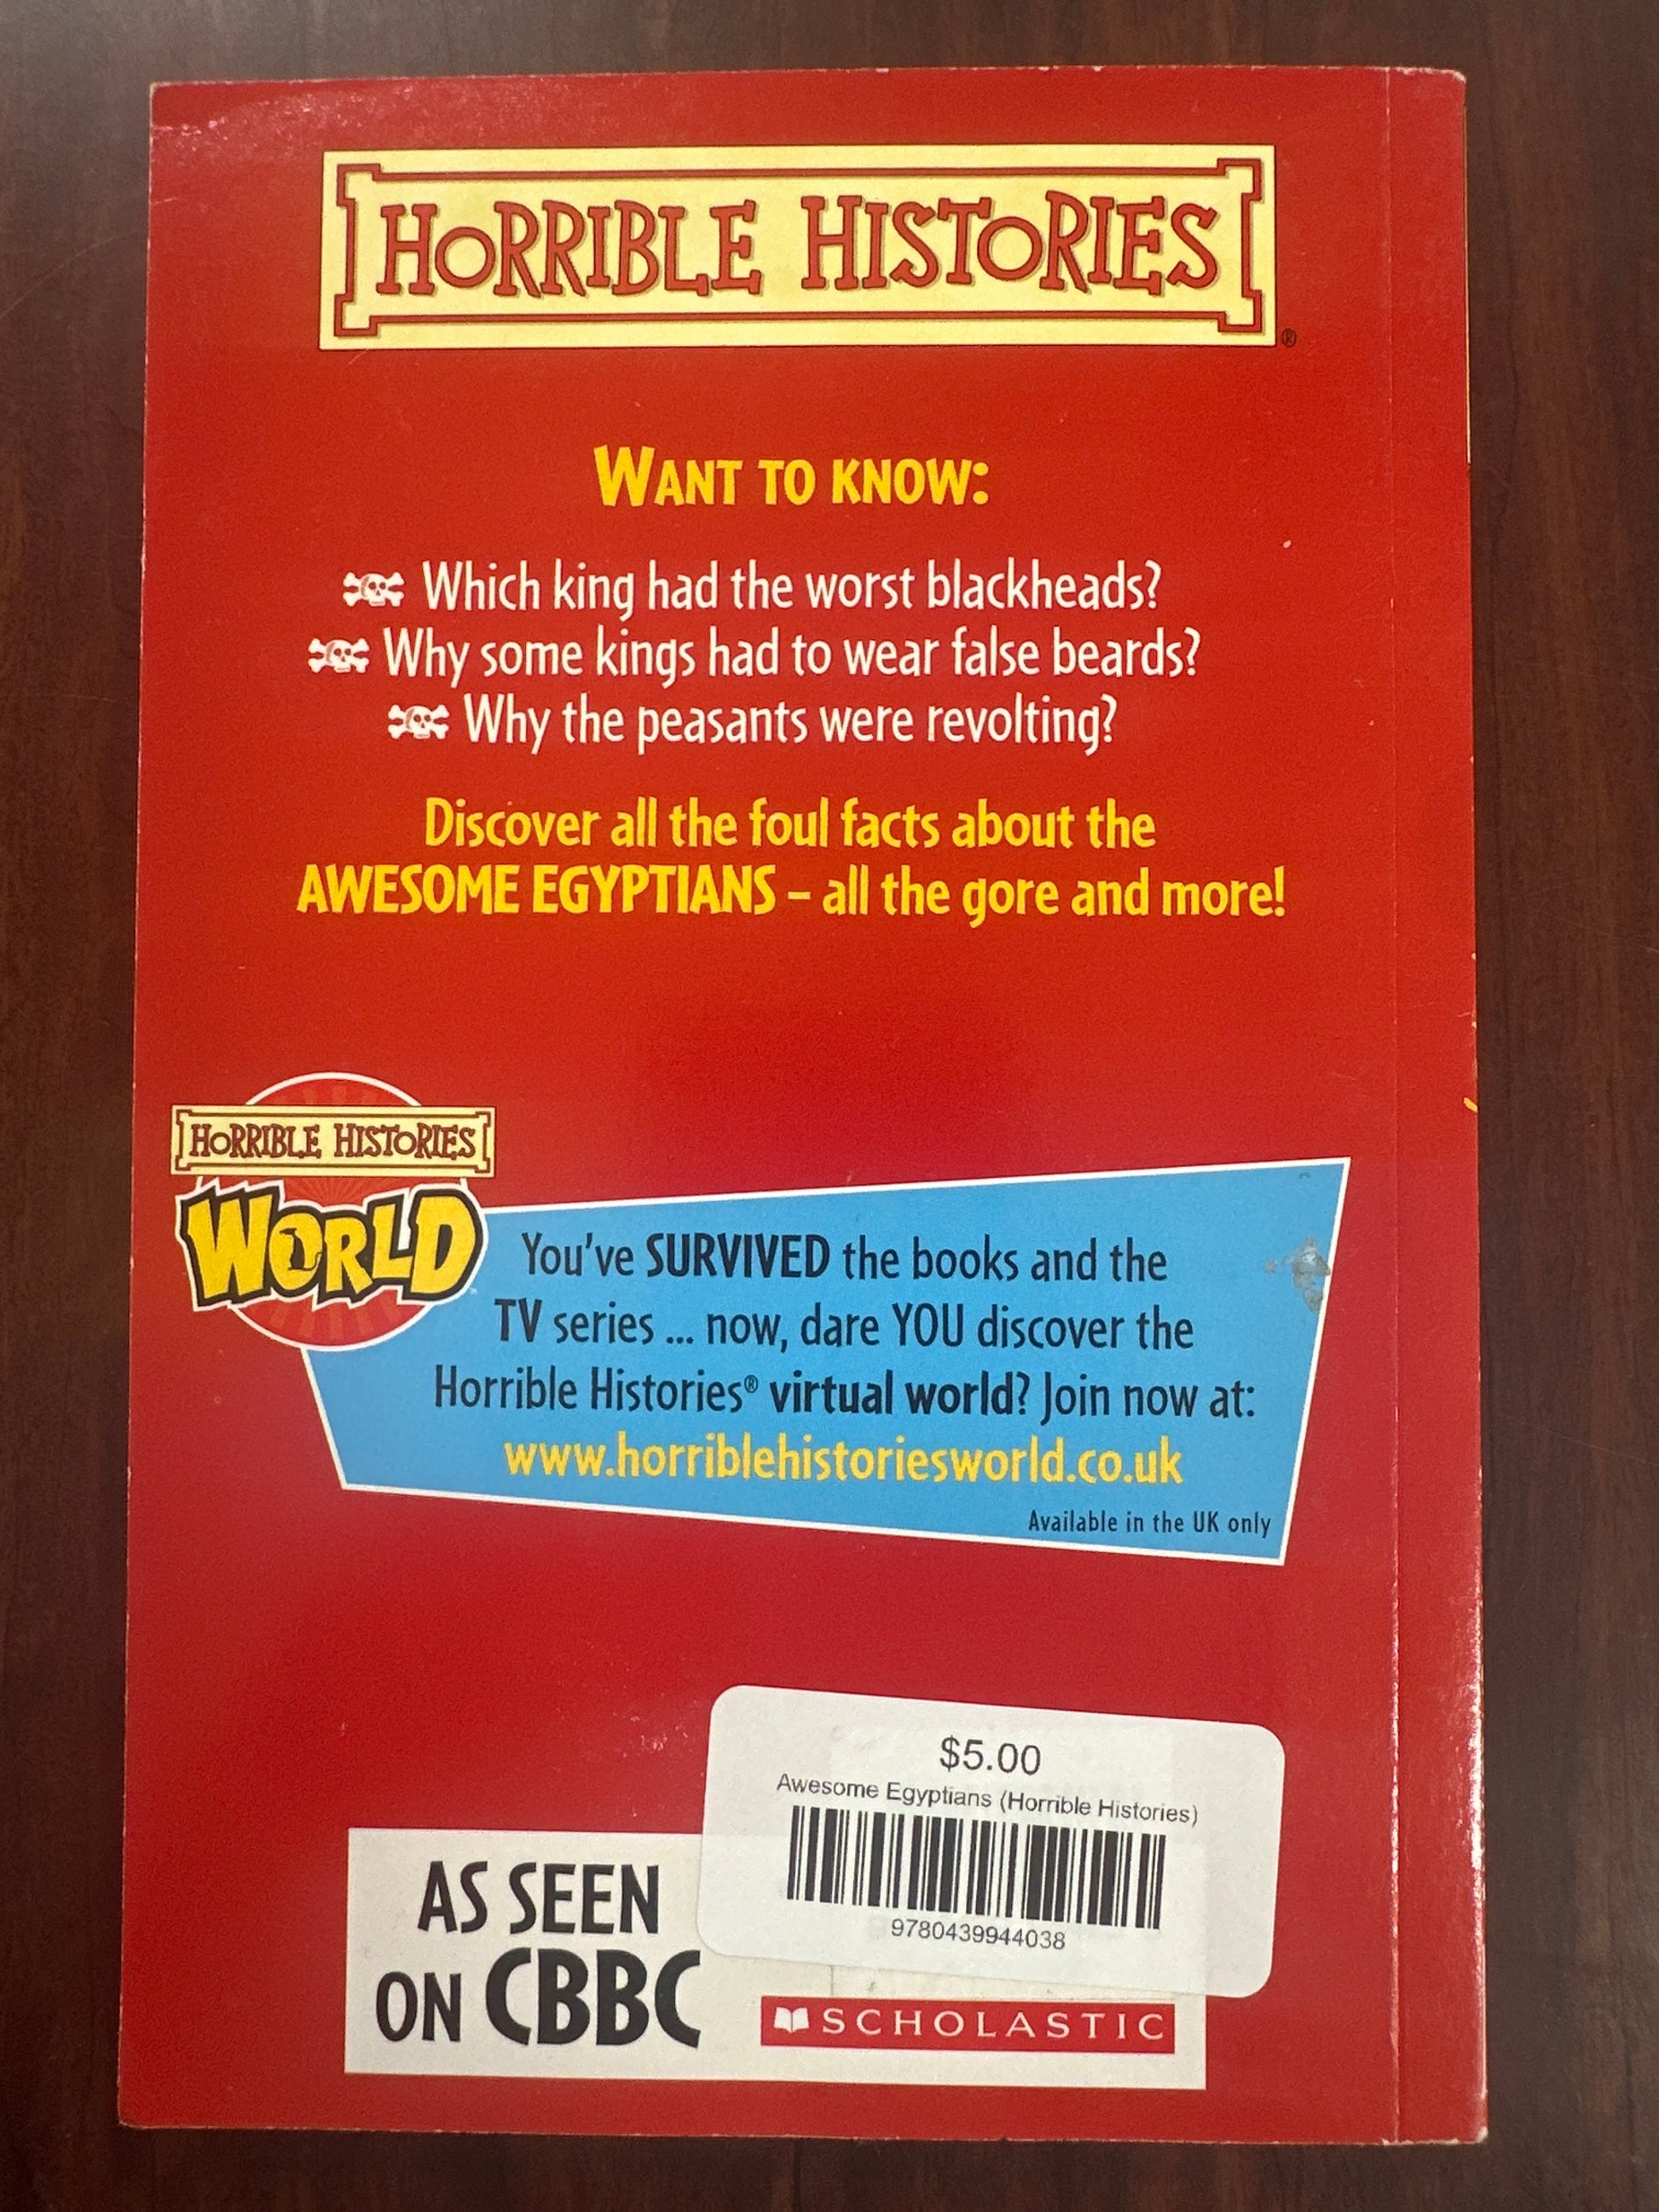 HORRIBLE HISTORIES
®
WANT TO KNOW:
Which king had the worst blackheads?
Why some kings had to wear false beards?
Why the peasants were revolting?
Discover all the foul facts about the
AWESOME EGYPTIANS – all the gore and more!
HORRIBLE HISTORIES
WORLD
You've SURVIVED the books and the
TV series ... now, dare YOU discover the
Horrible Histories® virtual world? Join now at:
www.horriblehistoriesworld.co.uk
Available in the UK only
$5.00
Awesome Egyptians (Horrible Histories)
9780439944038
AS SEEN
ON CBBC
SCHOLASTIC